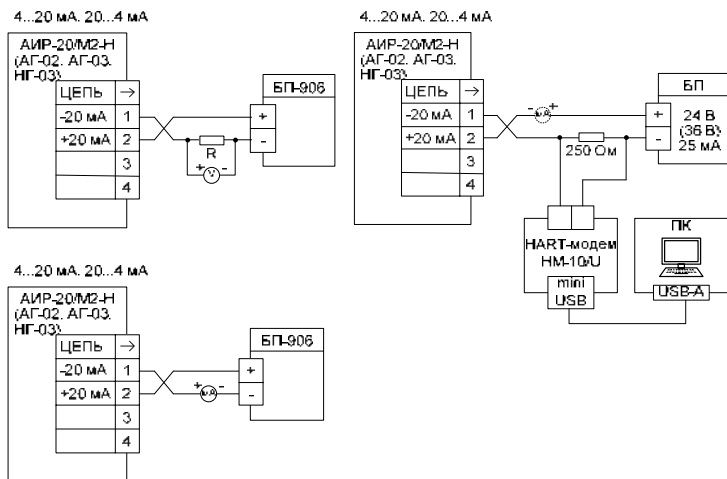 4...20 мА. 20...4 мА
АИР-20/М2-Н
(АГ-02. АГ-03.
НГ-03)
ЦЕПЬ →
-20 мА 1
+20 мА 2
3
4
БП-906
+
-
R
+ V -
4...20 мА. 20...4 мА
АИР-20/М2-Н
(АГ-02. АГ-03.
НГ-03)
ЦЕПЬ →
-20 мА 1
+20 мА 2
3
4
- мА +
250 Ом
БП
+
-
24 В
(36 В)
25 мА
HART-модем
HM-10/U
mini
USB
ПК
USB-A
4...20 мА. 20...4 мА
АИР-20/М2-Н
(АГ-02. АГ-03.
НГ-03)
ЦЕПЬ →
-20 мА 1
+20 мА 2
3
4
+ мА -
БП-906
+
-